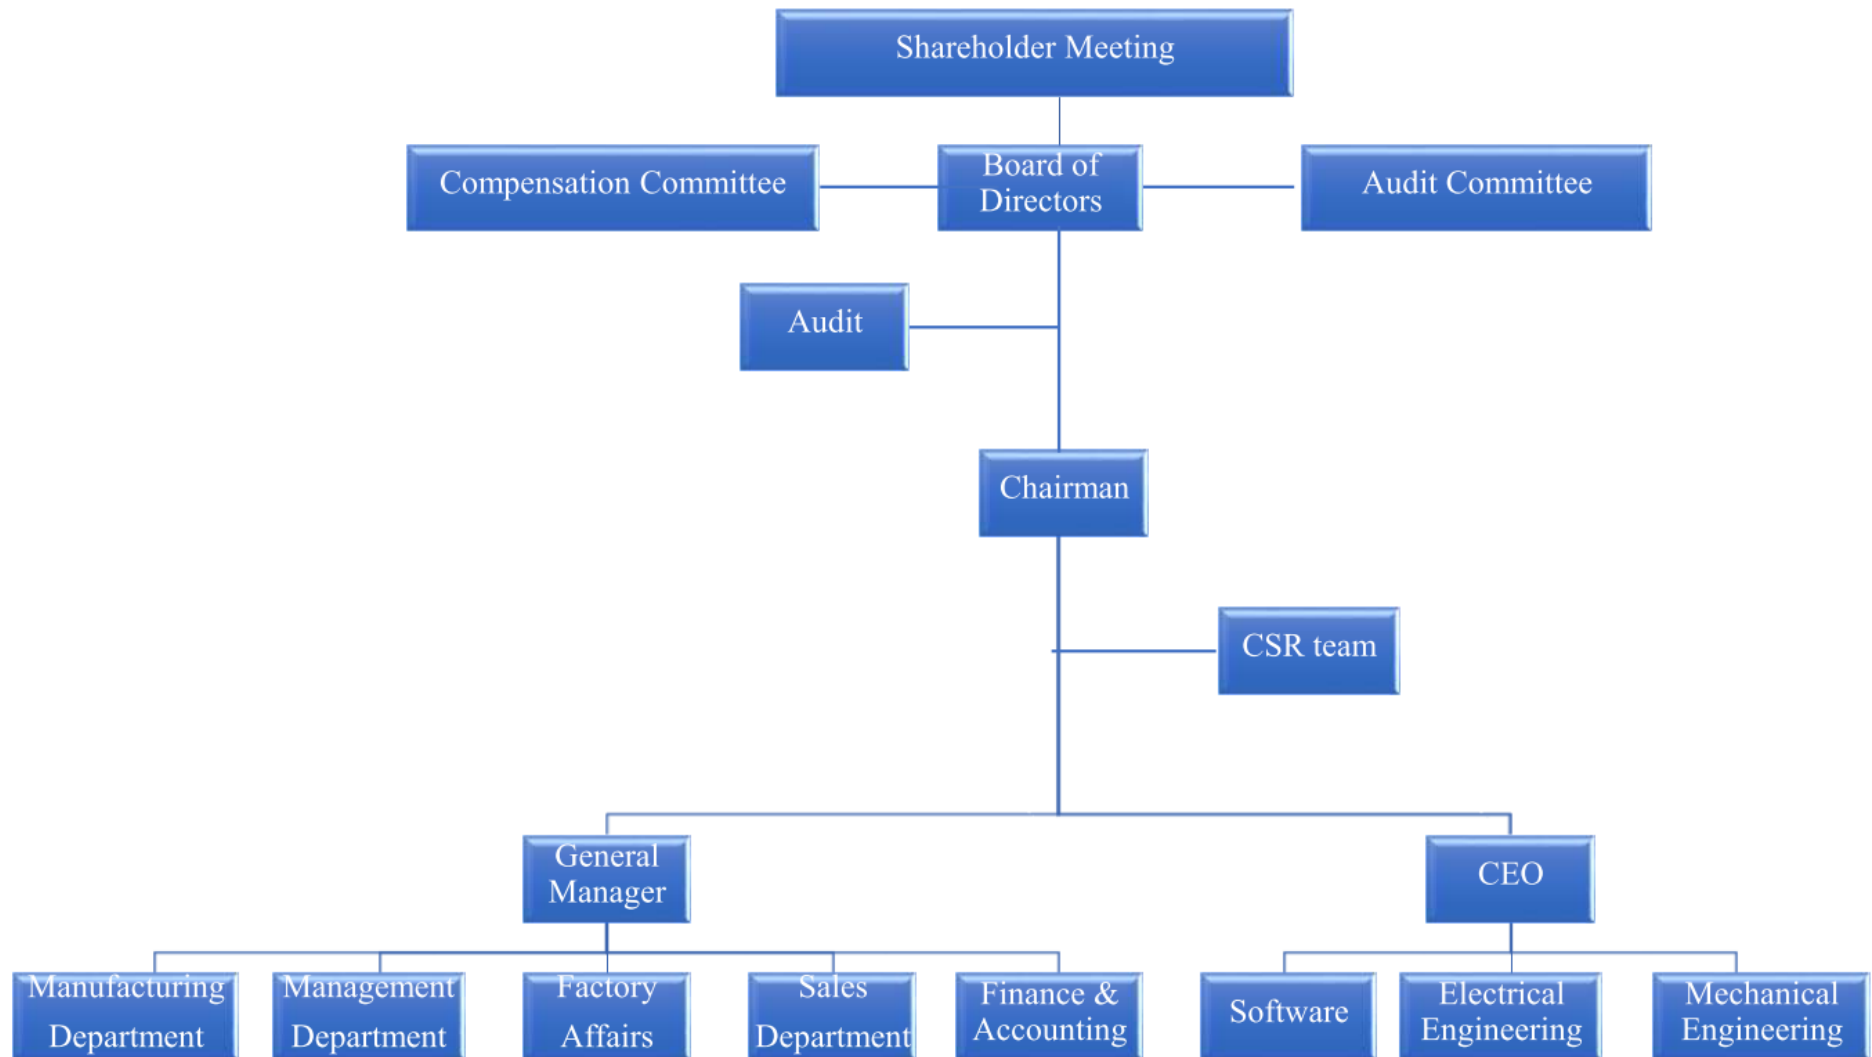 Shareholder Meeting
Compensation Committee
Board of
Directors
Audit Committee
Audit
Chairman
CSR team
General
Manager
CEO
Manufacturing
Department
Management
Department
Factory
Affairs
Sales
Department
Finance &
Accounting
Software
Electrical
Engineering
Mechanical
Engineering